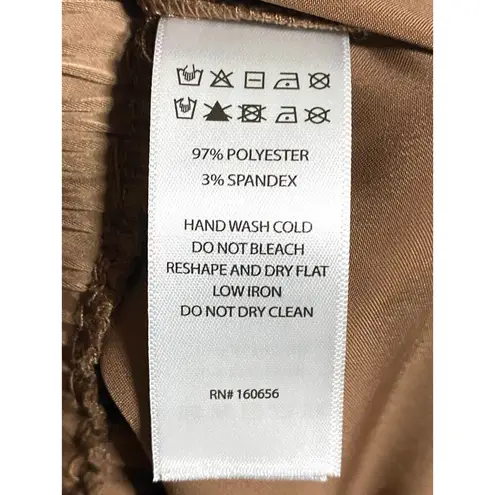 97% POLYESTER
3% SPANDEX
HAND WASH COLD
DO NOT BLEACH
RESHAPE AND DRY FLAT
LOW IRON
DO NOT DRY CLEAN
RN# 160656